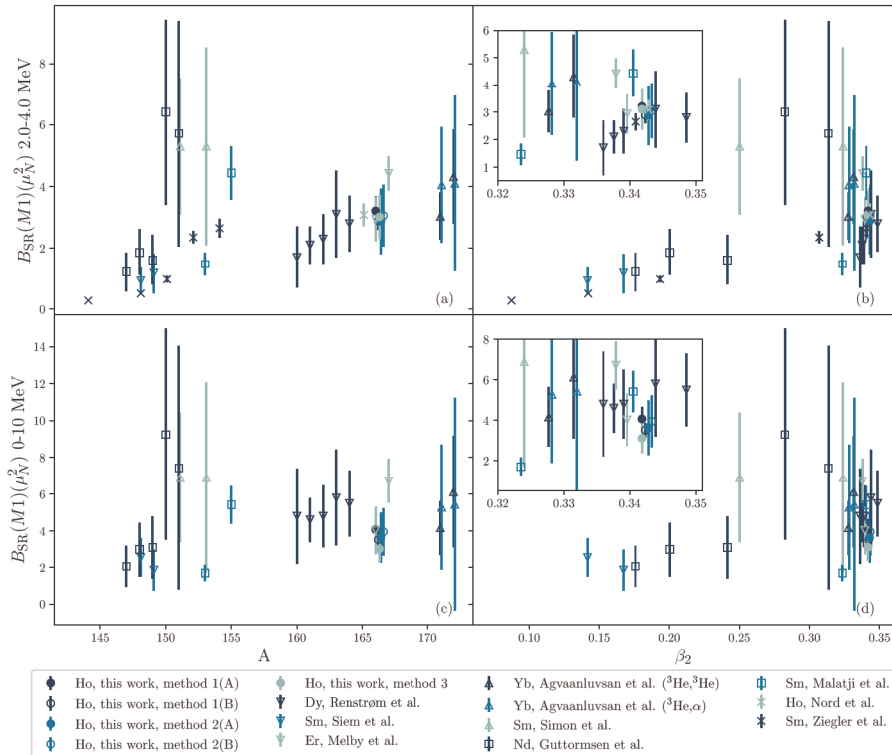 B_SR(M1)(μ_N^2) 2.0-4.0 MeV
8
6
4
2
0
(a)
6
5
4
3
2
1
0.32 0.33 0.34 0.35
(b)
B_SR(M1)(μ_N^2) 0-10 MeV
14
12
10
8
6
4
2
0
(c)
8
6
4
2
0.32 0.33 0.34 0.35
(d)
145 150 155 160 165 170
A
0.10 0.15 0.20 0.25 0.30 0.35
β_2
Ho, this work, method 1(A)
Ho, this work, method 1(B)
Ho, this work, method 2(A)
Ho, this work, method 2(B)
Ho, this work, method 3
Dy, Renstrøm et al.
Sm, Siem et al.
Er, Melby et al.
Yb, Agvaanluvsan et al. (³He,³He)
Yb, Agvaanluvsan et al. (³He,α)
Sm, Simon et al.
Nd, Guttormsen et al.
Sm, Malatji et al.
Ho, Nord et al.
Sm, Ziegler et al.